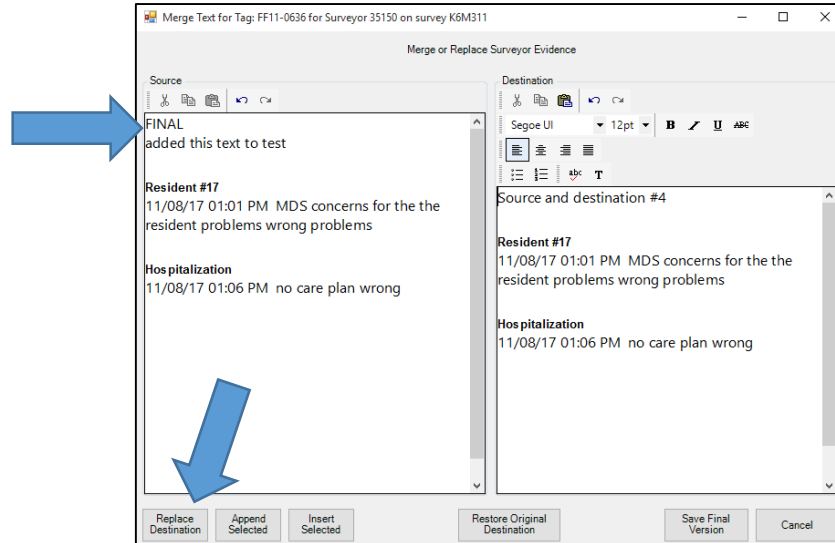 Merge Text for Tag: FF11-0636 for Surveyor 35150 on survey K6M311
Merge or Replace Surveyor Evidence
Source
FINAL
added this text to test
Resident #17
11/08/17 01:01 PM  MDS concerns for the the
resident problems wrong problems
Hospitalization
11/08/17 01:06 PM  no care plan wrong
Destination
Segoe UI 12pt B I U ABC
abc T
Source and destination #4
Resident #17
11/08/17 01:01 PM  MDS concerns for the the
resident problems wrong problems
Hospitalization
11/08/17 01:06 PM  no care plan wrong
Replace
Destination
Append
Selected
Insert
Selected
Restore Original
Destination
Save Final
Version
Cancel